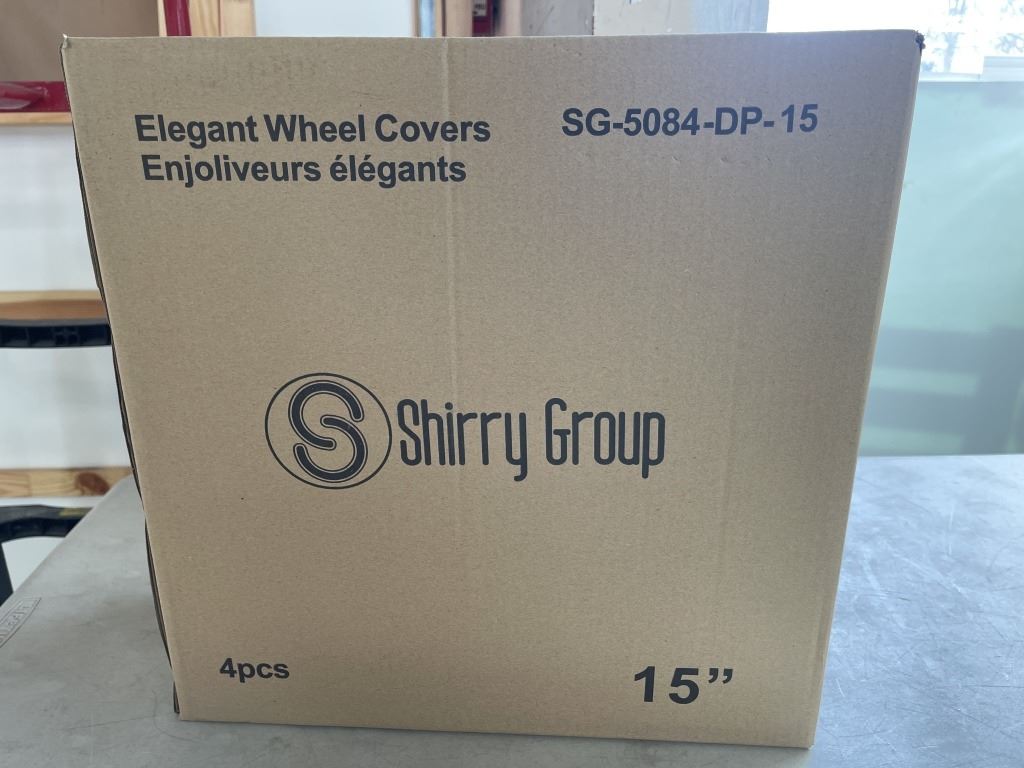 Elegant Wheel Covers SG-5084-DP-15
Enjoliveurs élégants
S Shirry Group
4pcs 15”